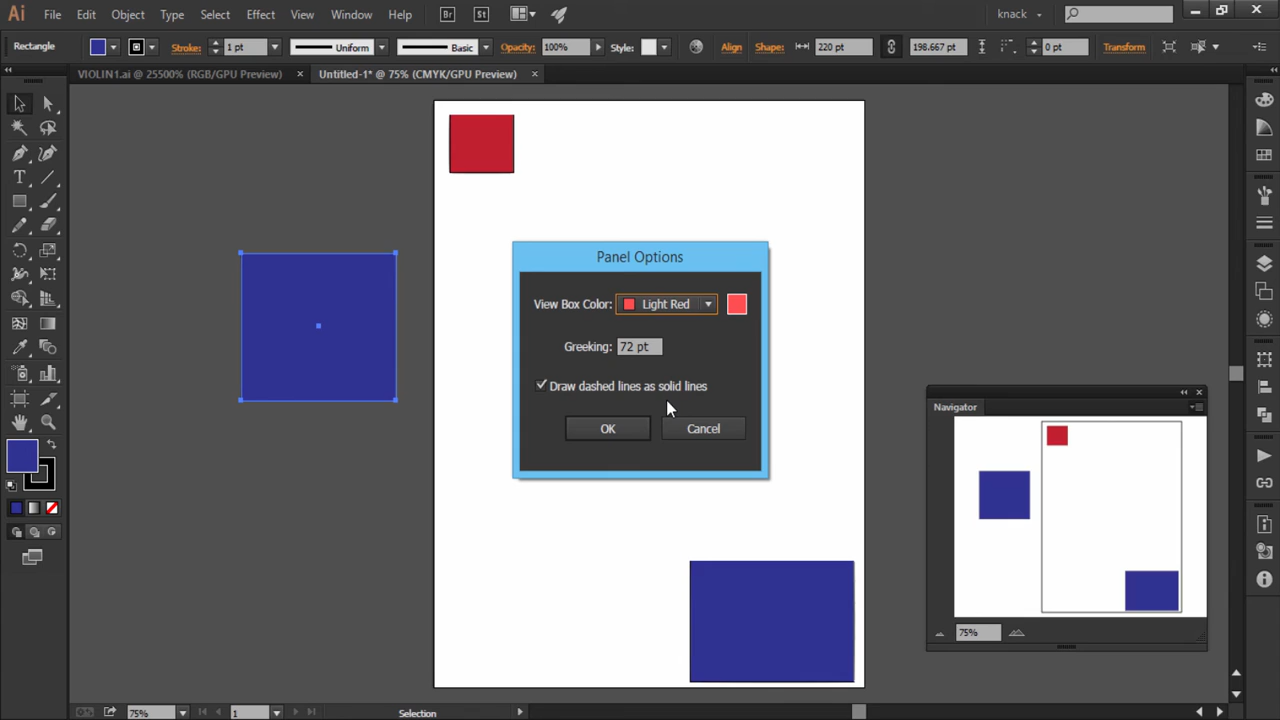 Ai File Edit Object Type Select Effect View Window Help Br St knack
Rectangle Stroke: 1 pt Uniform Basic Opacity: 100% Style: Align Shape: 220 pt 198.667 pt 0 pt Transform
VIOLIN1.ai @ 25500% (RGB/GPU Preview) × Untitled-1* @ 75% (CMYK/GPU Preview) ×
Panel Options
View Box Color: Light Red
Greeking: 72 pt
Draw dashed lines as solid lines
OK Cancel
Navigator
75%
75% 1 Selection